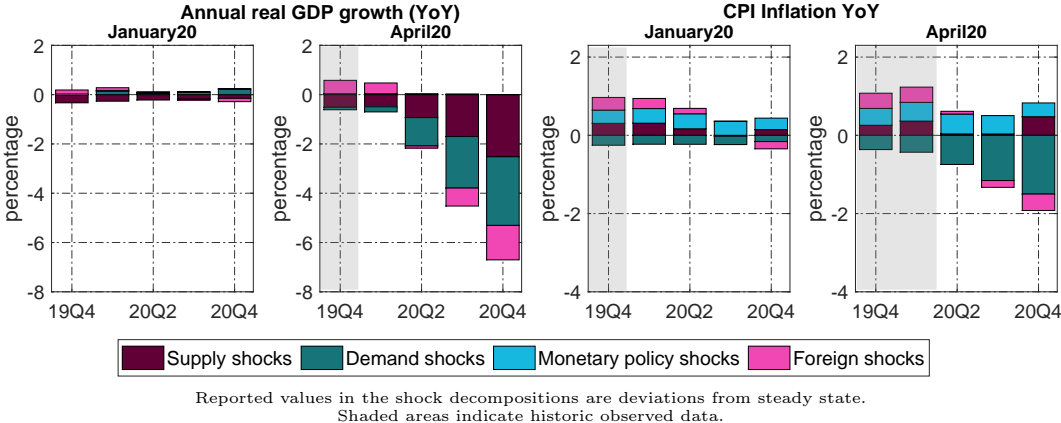 Annual real GDP growth (YoY)
CPI Inflation YoY
January20
April20
January20
April20
percentage
2
0
-2
-4
-6
-8
19Q4
20Q2
20Q4
percentage
2
0
-2
-4
-6
-8
19Q4
20Q2
20Q4
percentage
2
0
-2
-4
19Q4
20Q2
20Q4
percentage
2
0
-2
-4
19Q4
20Q2
20Q4
Supply shocks
Demand shocks
Monetary policy shocks
Foreign shocks
Reported values in the shock decompositions are deviations from steady state.
Shaded areas indicate historic observed data.